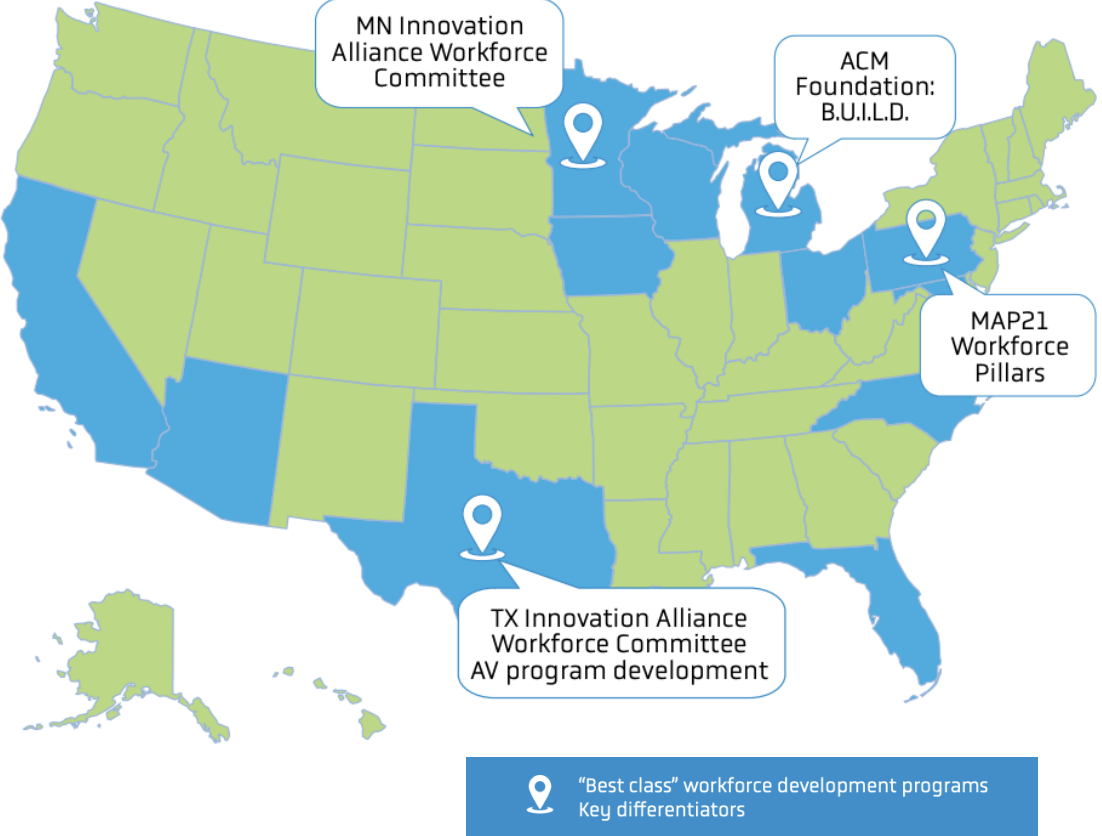 MN Innovation
Alliance Workforce
Committee
ACM
Foundation:
B.U.I.L.D.
MAP21
Workforce
Pillars
TX Innovation Alliance
Workforce Committee
AV program development
“Best class” workforce development programs
Key differentiators